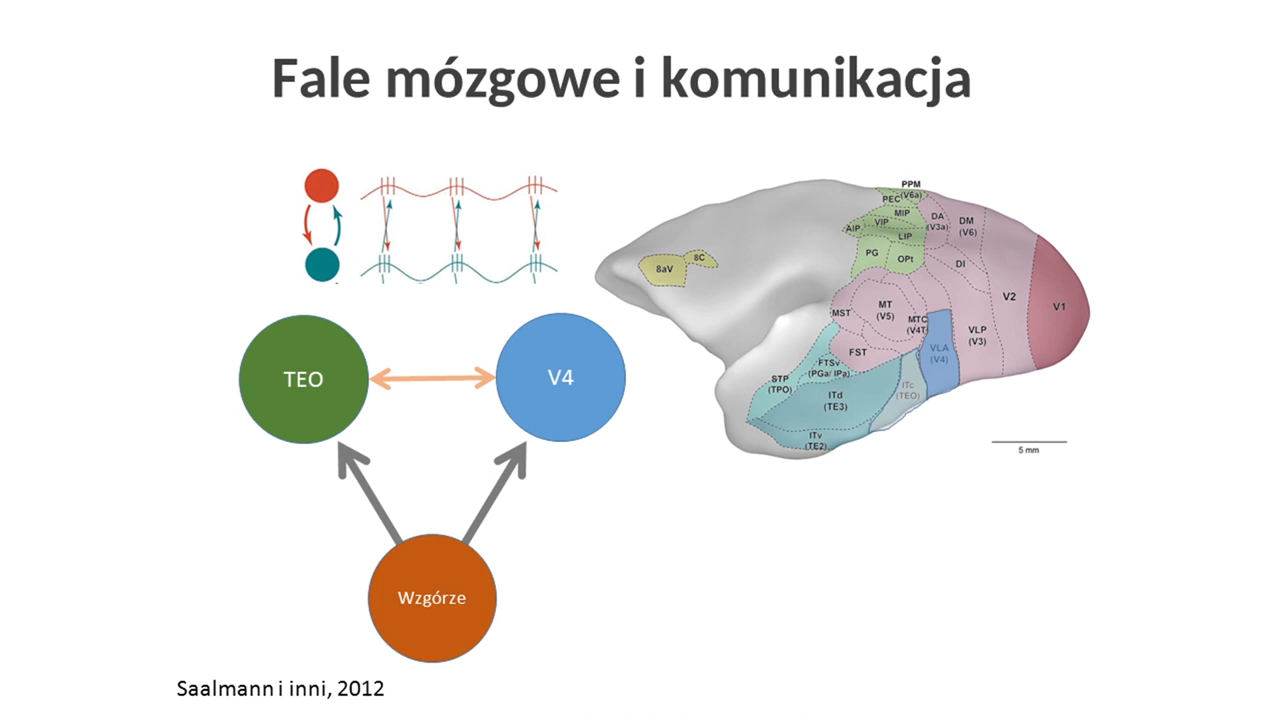 Fale mózgowe i komunikacja
PPM
(V6a)
PEC
MIP
DA
(V3a)
DM
(V6)
VIP
AIP
LIP
PG
OPt
DI
8C
8aV
V2
V1
MST
MT
(V5)
MTC
(V4T)
VLP
(V3)
VLA
(V4)
FST
FTSv
(PGa/ IPa)
STP
(TPO)
ITc
(TEO)
ITd
(TE3)
ITv
(TE2)
5 mm
TEO
V4
Wzgórze
Saalmann i inni, 2012